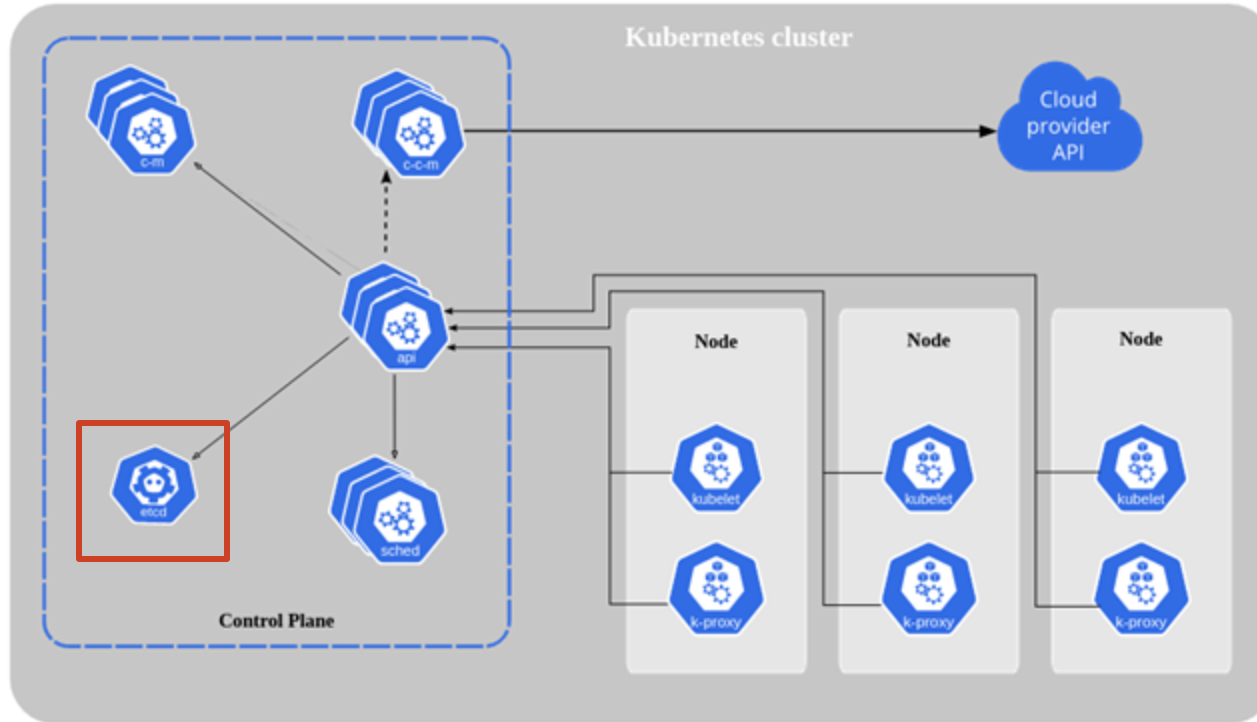 Kubernetes cluster
c-m
c-c-m
Cloud
provider
API
api
etcd
sched
Control Plane
Node
kubelet
k-proxy
Node
kubelet
k-proxy
Node
kubelet
k-proxy